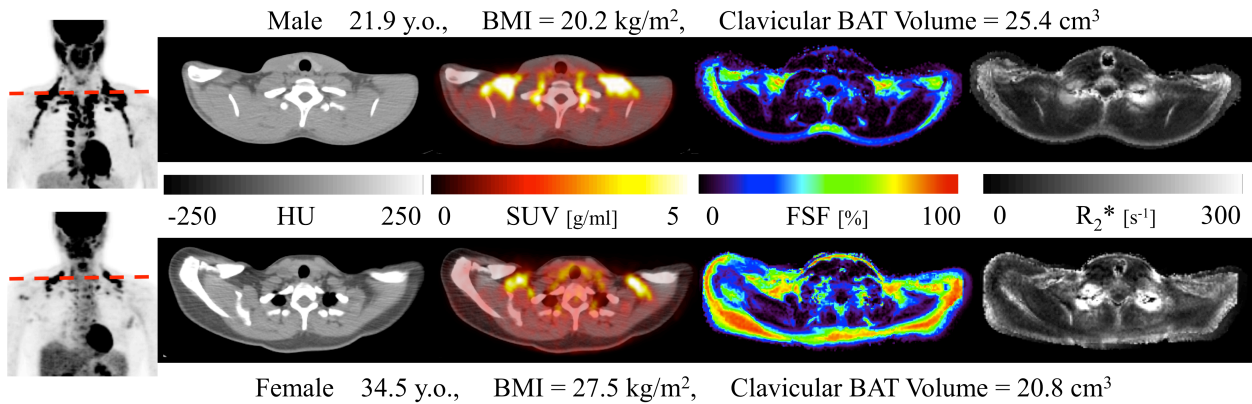 Male 21.9 y.o., BMI = 20.2 kg/m², Clavicular BAT Volume = 25.4 cm³
-250 HU 250 0 SUV [g/ml] 5 0 FSF [%] 100 0 R₂* [s⁻¹] 300
Female 34.5 y.o., BMI = 27.5 kg/m², Clavicular BAT Volume = 20.8 cm³